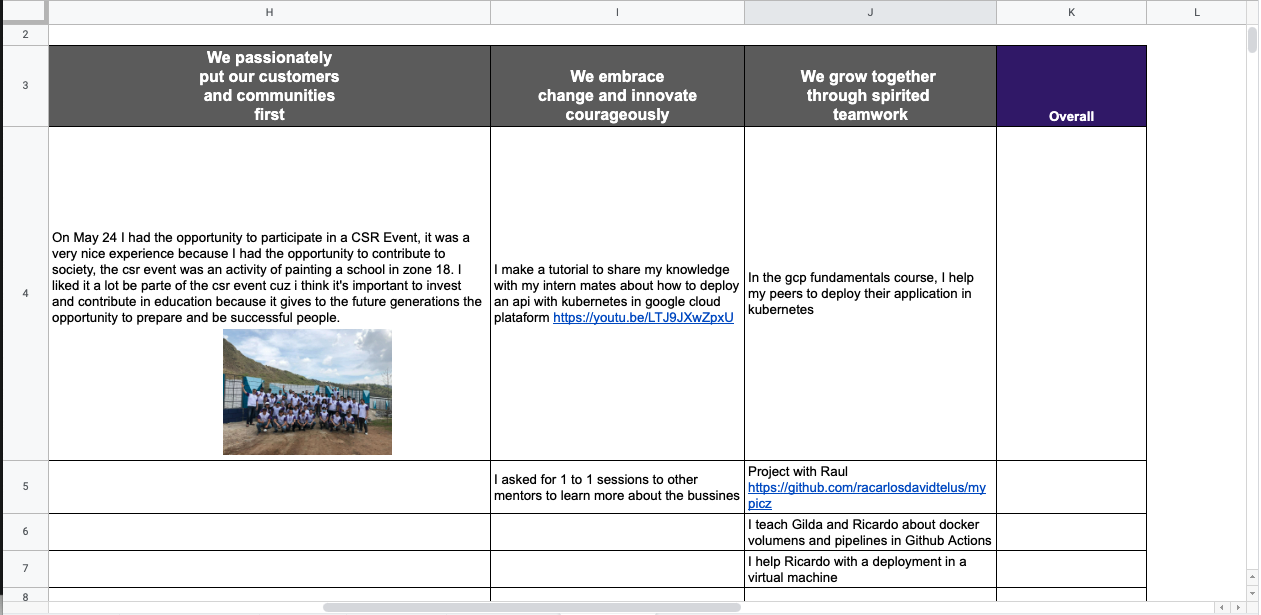 H I J K L
2
3
We passionately
put our customers
and communities
first
We embrace
change and innovate
courageously
We grow together
through spirited
teamwork
Overall
4
On May 24 I had the opportunity to participate in a CSR Event, it was a
very nice experience because I had the opportunity to contribute to
society, the csr event was an activity of painting a school in zone 18. I
liked it a lot be parte of the csr event cuz i think it's important to invest
and contribute in education because it gives to the future generations the
opportunity to prepare and be successful people.
I make a tutorial to share my knowledge
with my intern mates about how to deploy
an api with kubernetes in google cloud
plataform https://youtu.be/LTJ9JXwZpxU
In the gcp fundamentals course, I help
my peers to deploy their application in
kubernetes
5
I asked for 1 to 1 sessions to other
mentors to learn more about the bussines
Project with Raul
https://github.com/racarlosdavidtelus/my
picz
6
I teach Gilda and Ricardo about docker
volumens and pipelines in Github Actions
7
I help Ricardo with a deployment in a
virtual machine
8